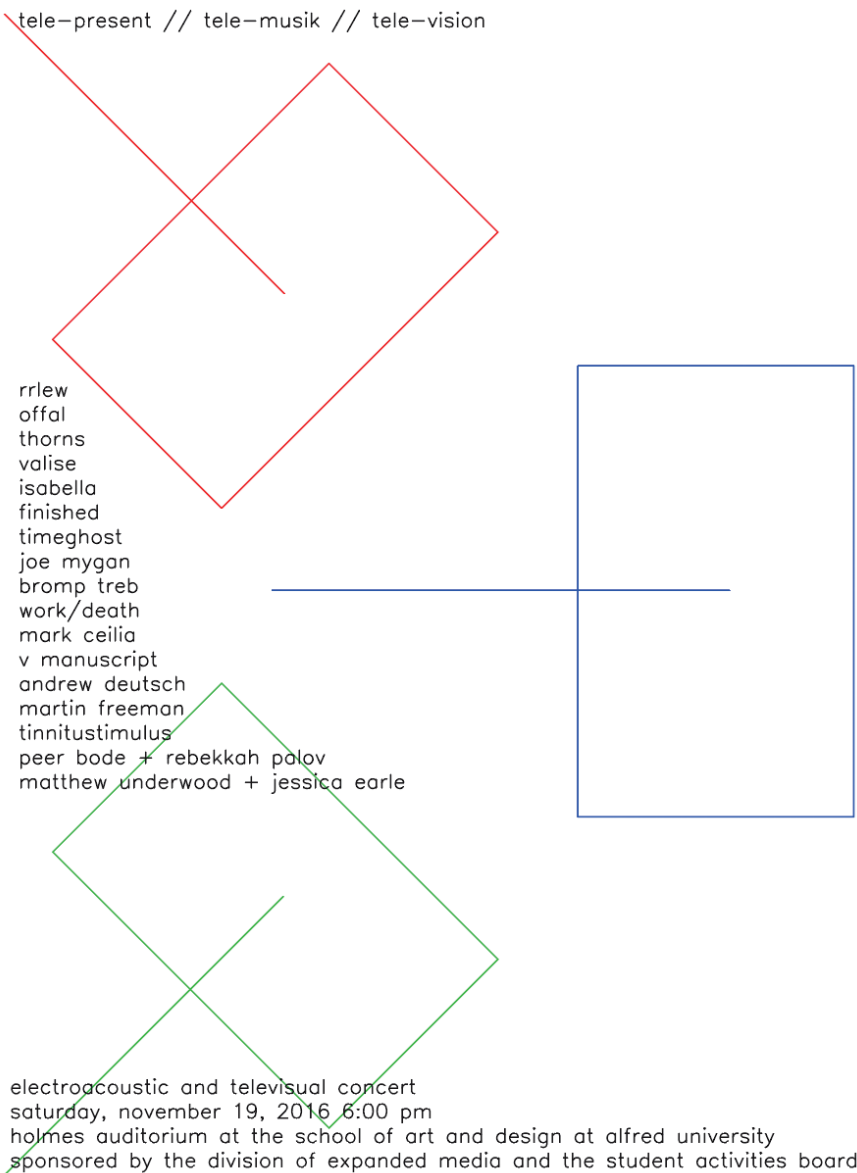 tele-present // tele-musik // tele-vision
rrlew
offal
thorns
valise
isabella
finished
timeghost
joe mygan
bromp treb
work/death
mark ceilia
v manuscript
andrew deutsch
martin freeman
tinnitustimulus
peer bode + rebekkah palov
matthew underwood + jessica earle
electroacoustic and televisual concert
saturday, november 19, 2016 6:00 pm
holmes auditorium at the school of art and design at alfred university
sponsored by the division of expanded media and the student activities board